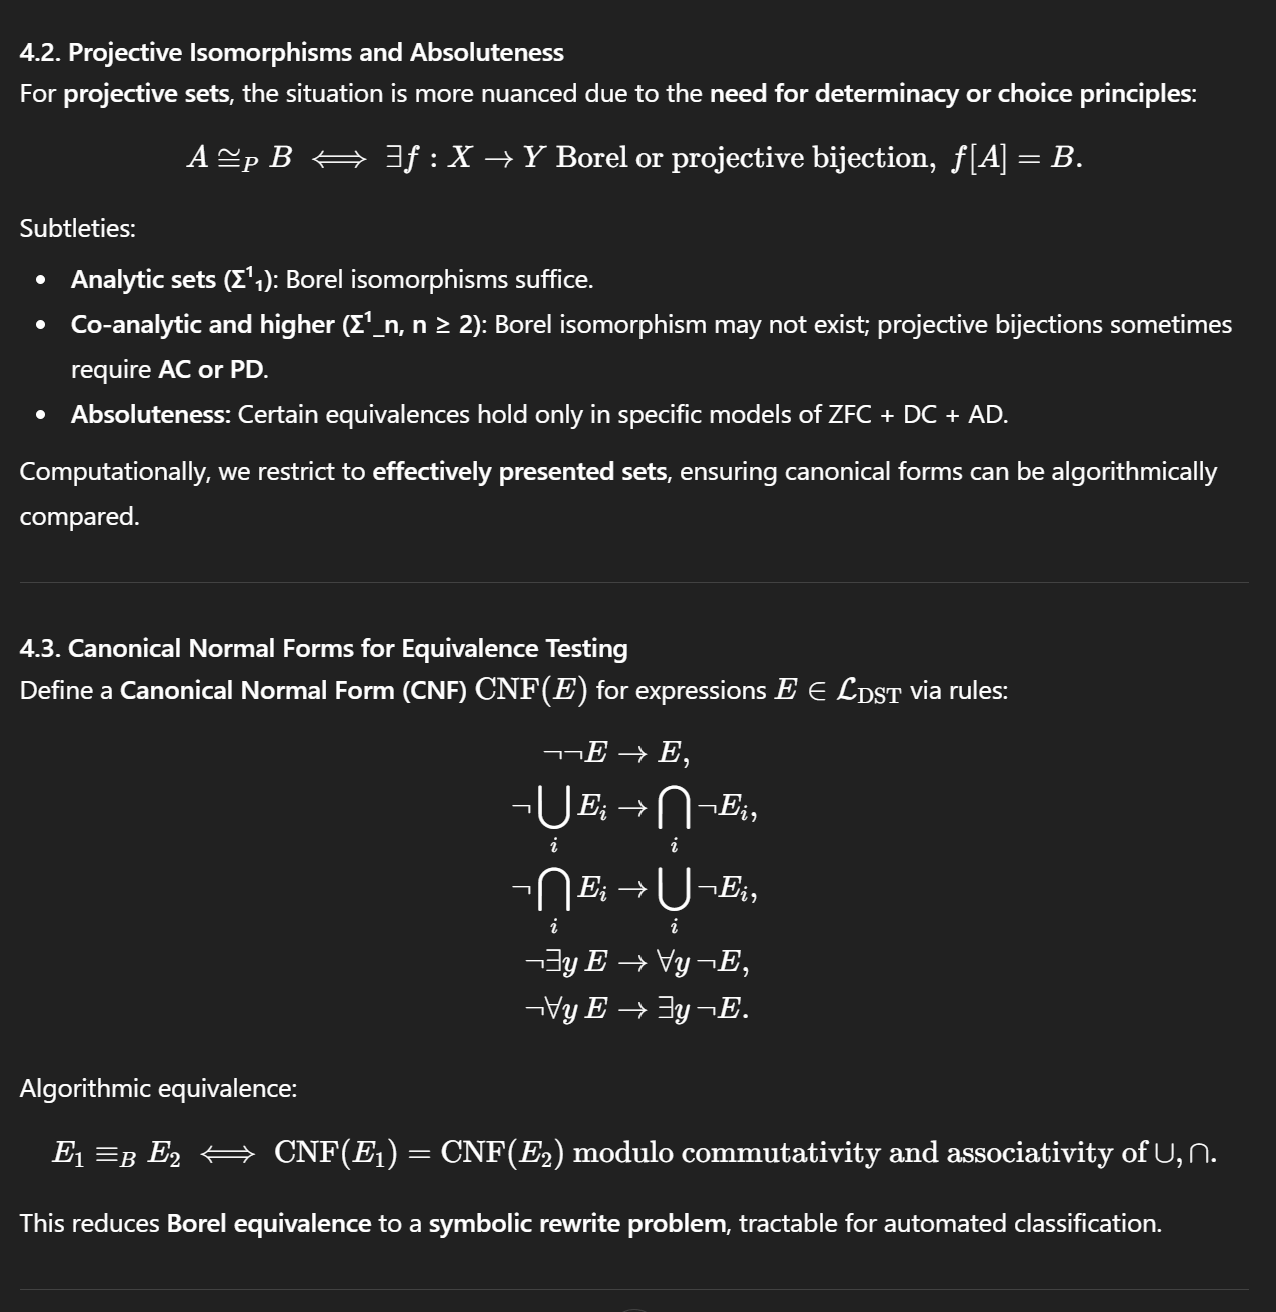 4.2. Projective Isomorphisms and Absoluteness
For projective sets, the situation is more nuanced due to the need for determinacy or choice principles:
A ≅_P B ⟺ ∃f : X → Y Borel or projective bijection, f[A] = B.
Subtleties:
• Analytic sets (Σ¹₁): Borel isomorphisms suffice.
• Co-analytic and higher (Σ¹_n, n ≥ 2): Borel isomorphism may not exist; projective bijections sometimes
require AC or PD.
• Absoluteness: Certain equivalences hold only in specific models of ZFC + DC + AD.
Computationally, we restrict to effectively presented sets, ensuring canonical forms can be algorithmically
compared.
4.3. Canonical Normal Forms for Equivalence Testing
Define a Canonical Normal Form (CNF) CNF(E) for expressions E ∈ ℒ_DST via rules:
¬¬E → E,
¬⋃_i E_i → ⋂_i ¬E_i,
¬⋂_i E_i → ⋃_i ¬E_i,
¬∃y E → ∀y ¬E,
¬∀y E → ∃y ¬E.
Algorithmic equivalence:
E₁ ≡_B E₂ ⟺ CNF(E₁) = CNF(E₂) modulo commutativity and associativity of ∪, ∩.
This reduces Borel equivalence to a symbolic rewrite problem, tractable for automated classification.